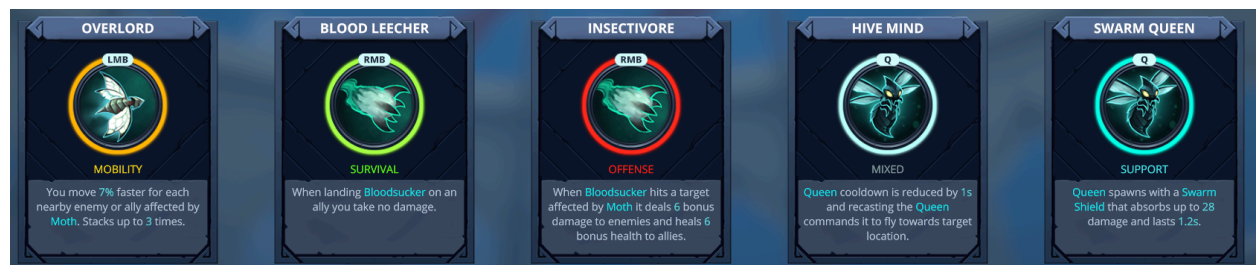 OVERLORD
LMB
MOBILITY
You move 7% faster for each
nearby enemy or ally affected by
Moth. Stacks up to 3 times.
BLOOD LEECHER
RMB
SURVIVAL
When landing Bloodsucker on an
ally you take no damage.
INSECTIVORE
RMB
OFFENSE
When Bloodsucker hits a target
affected by Moth it deals 6 bonus
damage to enemies and heals 6
bonus health to allies.
HIVE MIND
Q
MIXED
Queen cooldown is reduced by 1s
and recasting the Queen
commands it to fly towards target
location.
SWARM QUEEN
Q
SUPPORT
Queen spawns with a Swarm
Shield that absorbs up to 28
damage and lasts 1.2s.